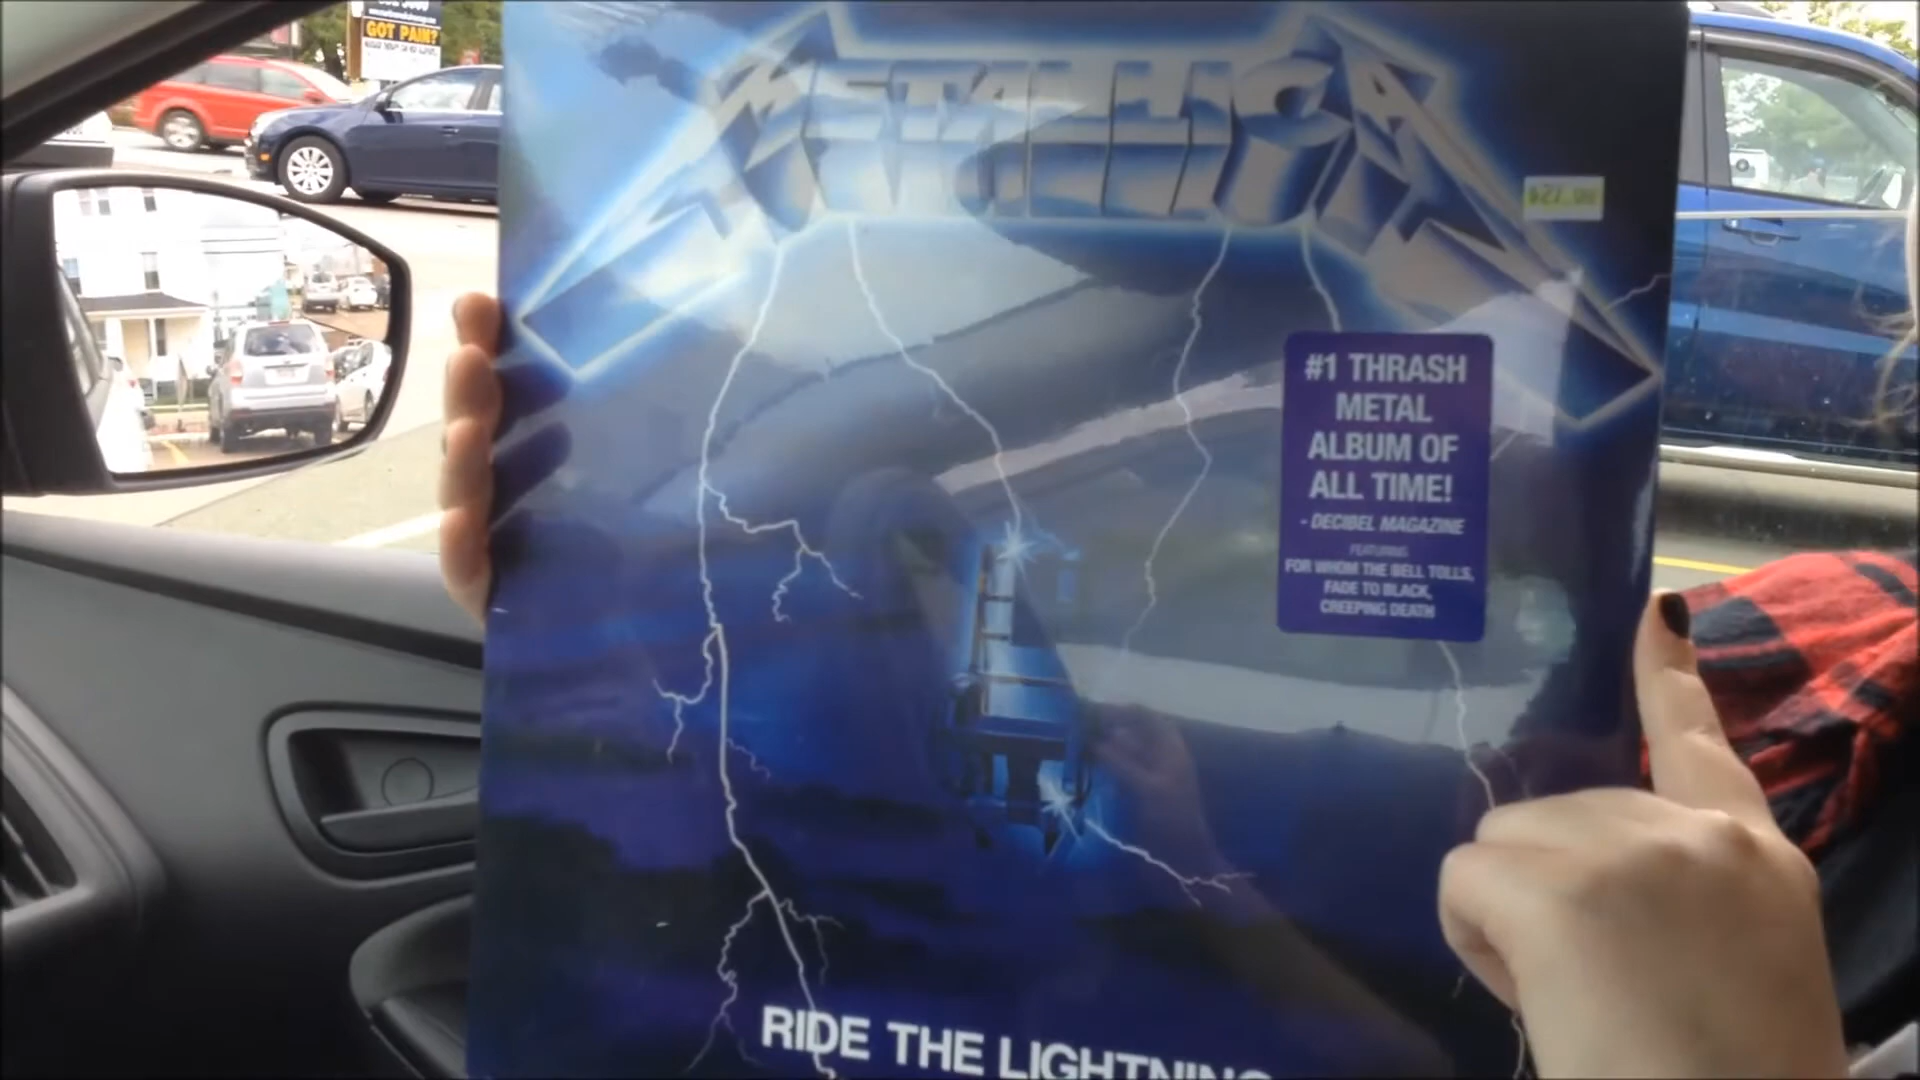 GOT PAIN?
METALLICA
#1 THRASH
METAL
ALBUM OF
ALL TIME!
- DECIBEL MAGAZINE
FEATURING
FOR WHOM THE BELL TOLLS,
FADE TO BLACK,
CREEPING DEATH
RIDE THE LIGHTNING